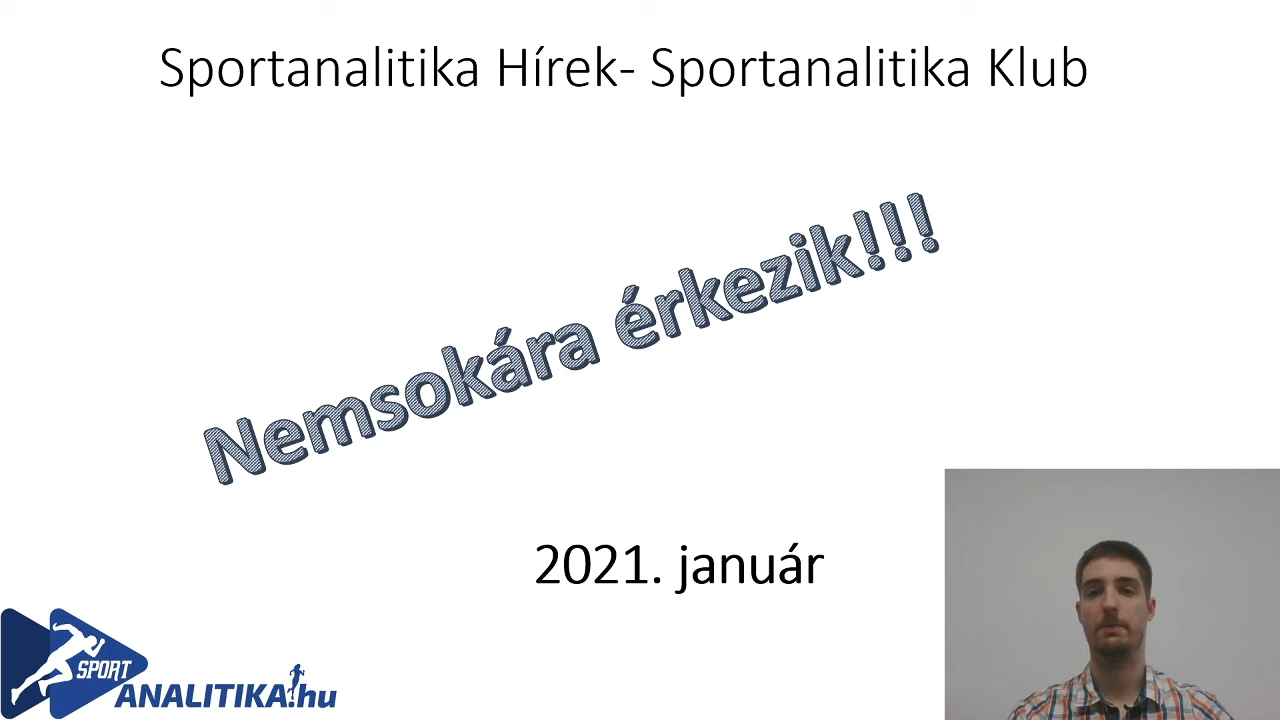 Sportanalitika Hírek- Sportanalitika Klub
Nemsokára érkezik!!!
2021. január
SPORT
ANALITIKA.hu